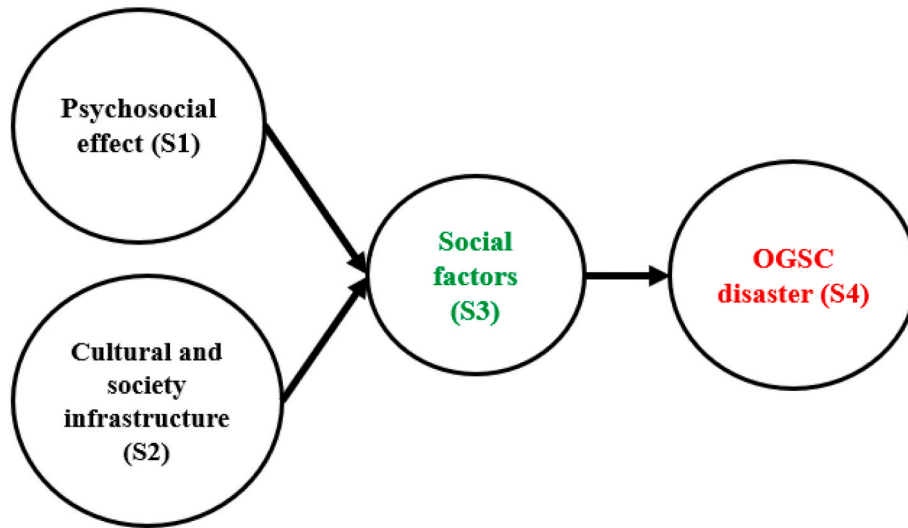 Psychosocial
effect (S1)
Cultural and
society
infrastructure
(S2)
Social
factors
(S3)
OGSC
disaster (S4)